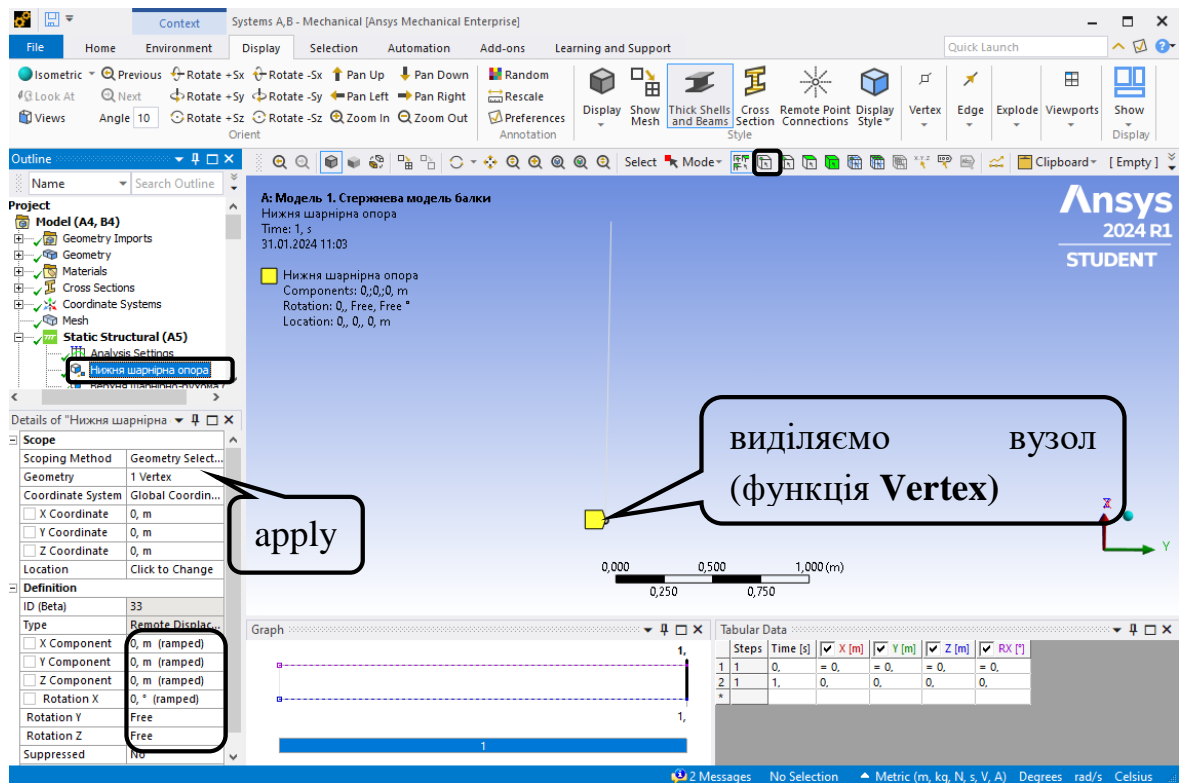 Context
Systems A,B - Mechanical [Ansys Mechanical Enterprise]
File Home Environment Display Selection Automation Add-ons Learning and Support
Quick Launch
Isometric Previous Rotate +Sx Rotate -Sx Pan Up Pan Down Random
Look At Next Rotate +Sy Rotate -Sy Pan Left Pan Right Rescale
Views Angle 10 Rotate +Sz Rotate -Sz Zoom In Zoom Out Preferences
Display Show Mesh Thick Shells and Beams Cross Section Remote Point Connections Display Style Vertex Edge Explode Viewports Show
Orient Annotation Style Display
Outline
Select Mode Clipboard [ Empty ]
Name Search Outline
Project
Model (A4, B4)
Geometry Imports
Geometry
Materials
Cross Sections
Coordinate Systems
Mesh
Static Structural (A5)
Analysis Settings
Нижня шарнірна опора
A: Модель 1. Стержнева модель балки
Нижня шарнірна опора
Time: 1, s
31.01.2024 11:03
Нижня шарнірна опора
Components: 0,;0,;0, m
Rotation: 0,, Free, Free °
Location: 0,, 0,, 0, m
Ansys
2024 R1
STUDENT
виділяємо вузол
(функція Vertex)
apply
Z
Y
0,000 0,500 1,000 (m)
0,250 0,750
Details of "Нижня шарнірна
Scope
Scoping Method Geometry Select...
Geometry 1 Vertex
Coordinate System Global Coordin...
X Coordinate 0, m
Y Coordinate 0, m
Z Coordinate 0, m
Location Click to Change
Definition
ID (Beta) 33
Type Remote Displac...
X Component 0, m (ramped)
Y Component 0, m (ramped)
Z Component 0, m (ramped)
Rotation X 0, ° (ramped)
Rotation Y Free
Rotation Z Free
Suppressed No
Graph
1,
1,
1
Tabular Data
Steps Time [s] X [m] Y [m] Z [m] RX [°]
1 1 0, = 0, = 0, = 0, = 0,
2 1 1, 0, 0, 0, 0,
*
2 Messages No Selection Metric (m, kg, N, s, V, A) Degrees rad/s Celsius